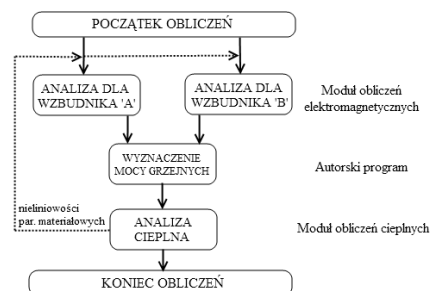 POCZĄTEK OBLICZEŃ
ANALIZA DLA
WZBUDNIKA 'A'
ANALIZA DLA
WZBUDNIKA 'B'
Moduł obliczeń
elektromagnetycznych
WYZNACZENIE
MOCY GRZEJNYCH
Autorski program
nieliniowości
par. materiałowych
ANALIZA
CIEPLNA
Moduł obliczeń cieplnych
KONIEC OBLICZEŃ